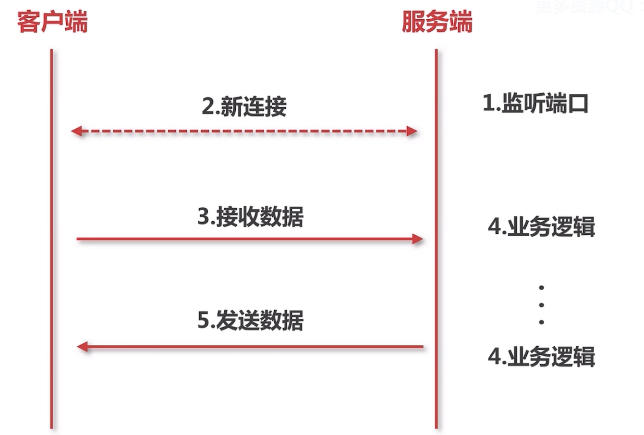 客户端
服务端
1.监听端口
2.新连接
3.接收数据
4.业务逻辑
5.发送数据
4.业务逻辑